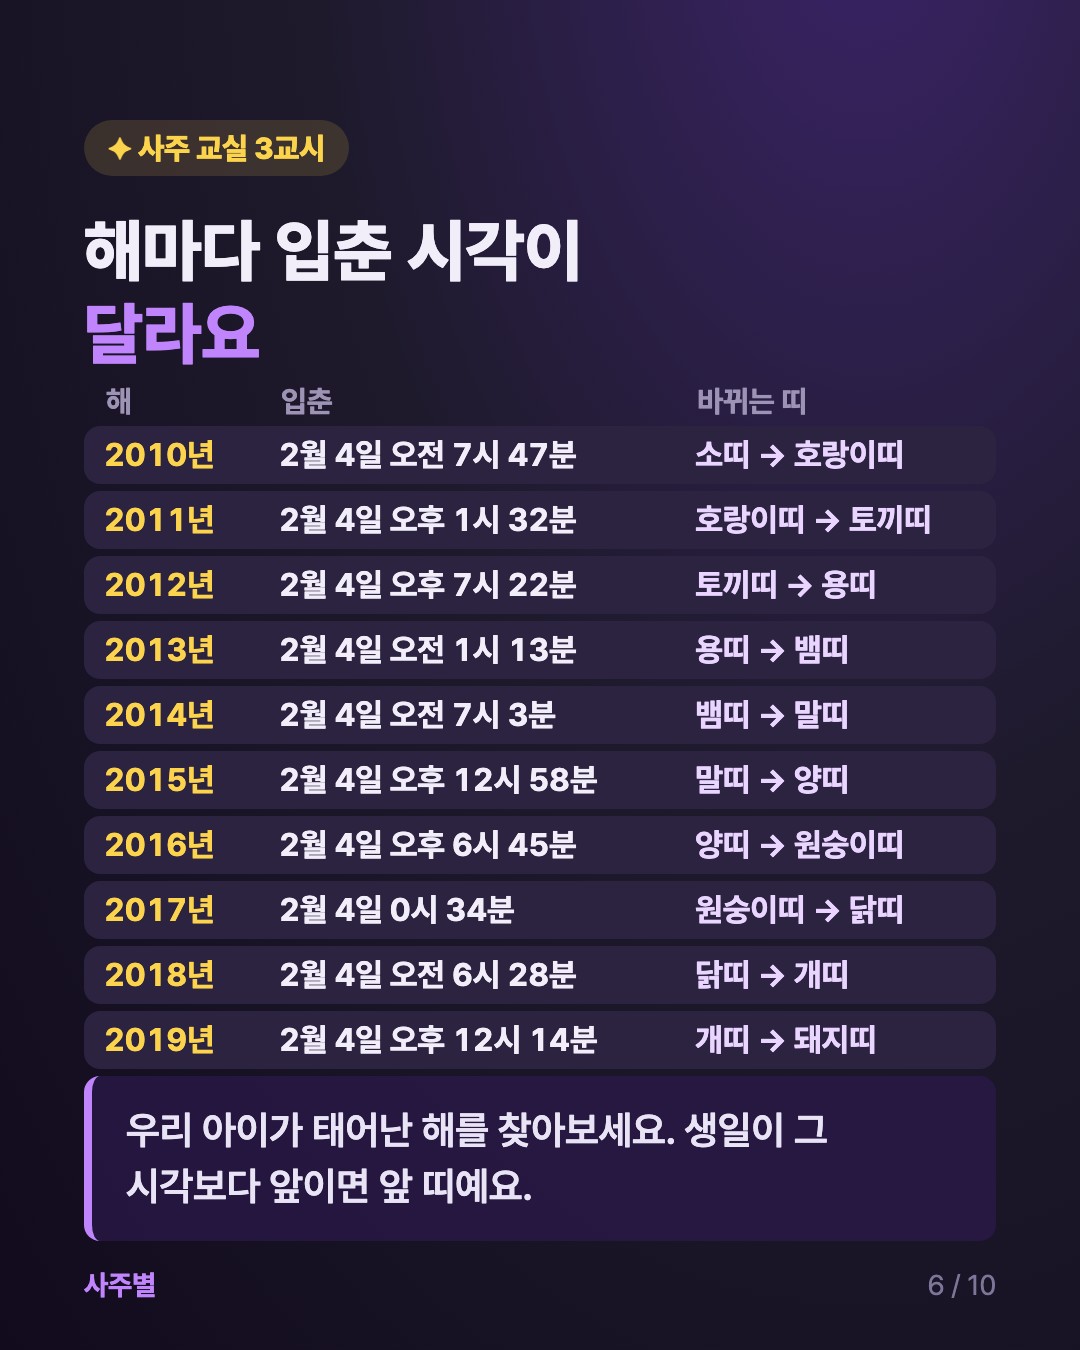 ✦ 사주 교실 3교시
해마다 입춘 시각이
달라요
해 입춘 바뀌는 띠
2010년 2월 4일 오전 7시 47분 소띠 → 호랑이띠
2011년 2월 4일 오후 1시 32분 호랑이띠 → 토끼띠
2012년 2월 4일 오후 7시 22분 토끼띠 → 용띠
2013년 2월 4일 오전 1시 13분 용띠 → 뱀띠
2014년 2월 4일 오전 7시 3분 뱀띠 → 말띠
2015년 2월 4일 오후 12시 58분 말띠 → 양띠
2016년 2월 4일 오후 6시 45분 양띠 → 원숭이띠
2017년 2월 4일 0시 34분 원숭이띠 → 닭띠
2018년 2월 4일 오전 6시 28분 닭띠 → 개띠
2019년 2월 4일 오후 12시 14분 개띠 → 돼지띠
우리 아이가 태어난 해를 찾아보세요. 생일이 그
시각보다 앞이면 앞 띠예요.
사주별 6 / 10